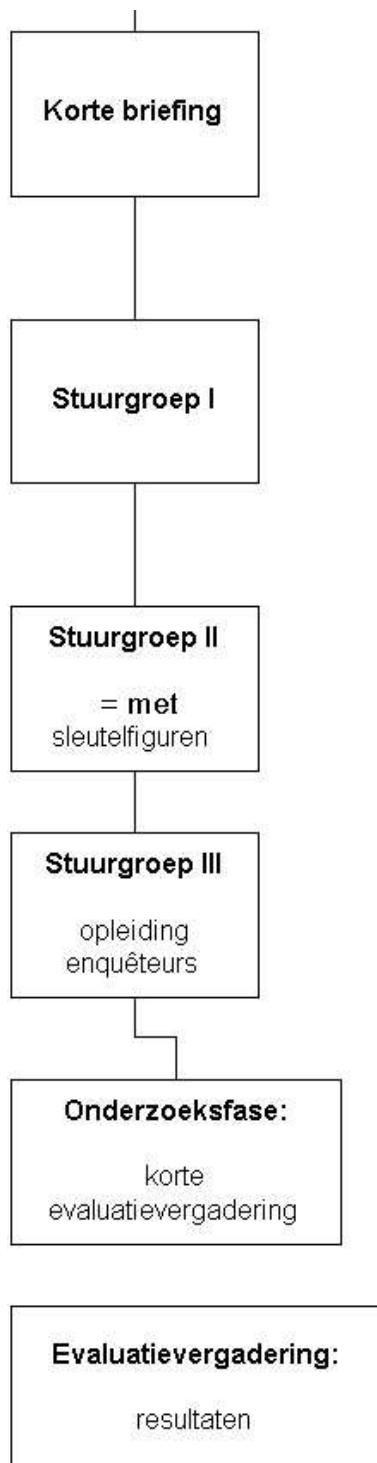 Korte briefing
Stuurgroep I
Stuurgroep II
= met
sleutelfiguren
Stuurgroep III
opleiding
enquêteurs
Onderzoeksfase:
korte
evaluatievergadering
Evaluatievergadering:
resultaten